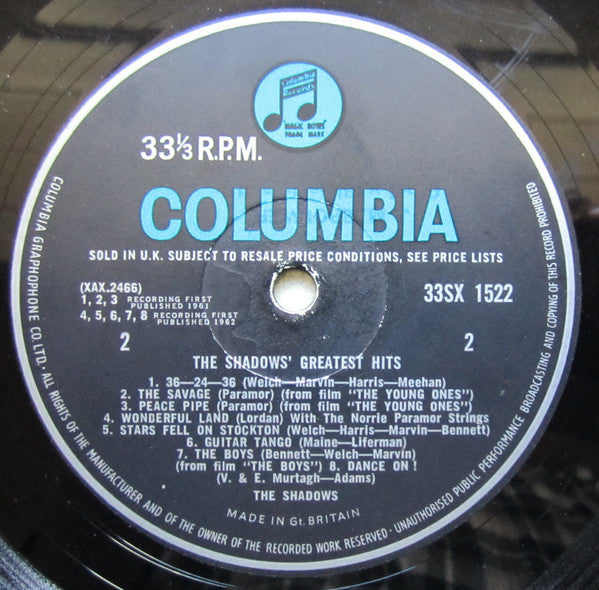 Columbia
Records
"MAGIC NOTES"
TRADE MARK
33⅓ R.P.M.
COLUMBIA
SOLD IN U.K. SUBJECT TO RESALE PRICE CONDITIONS, SEE PRICE LISTS
(XAX.2466)
1, 2, 3 RECORDING FIRST PUBLISHED 1961
4, 5, 6, 7, 8 RECORDING FIRST PUBLISHED 1962
33SX 1522
2
2
THE SHADOWS' GREATEST HITS
1. 36—24—36 (Welch—Marvin—Harris—Meehan)
2. THE SAVAGE (Paramor) (from film "THE YOUNG ONES")
3. PEACE PIPE (Paramor) (from film "THE YOUNG ONES")
4. WONDERFUL LAND (Lordan) With The Norrie Paramor Strings
5. STARS FELL ON STOCKTON (Welch—Harris—Marvin—Bennett)
6. GUITAR TANGO (Maine—Liferman)
7. THE BOYS (Bennett—Welch—Marvin)
(from film "THE BOYS") 8. DANCE ON !
(V. & E. Murtagh—Adams)
THE SHADOWS
MADE IN Gt. BRITAIN
COLUMBIA GRAPHOPHONE CO. LTD. · ALL RIGHTS OF THE MANUFACTURER AND OF THE OWNER OF THE RECORDED WORK RESERVED · UNAUTHORISED PUBLIC PERFORMANCE BROADCASTING AND COPYING OF THIS RECORD PROHIBITED